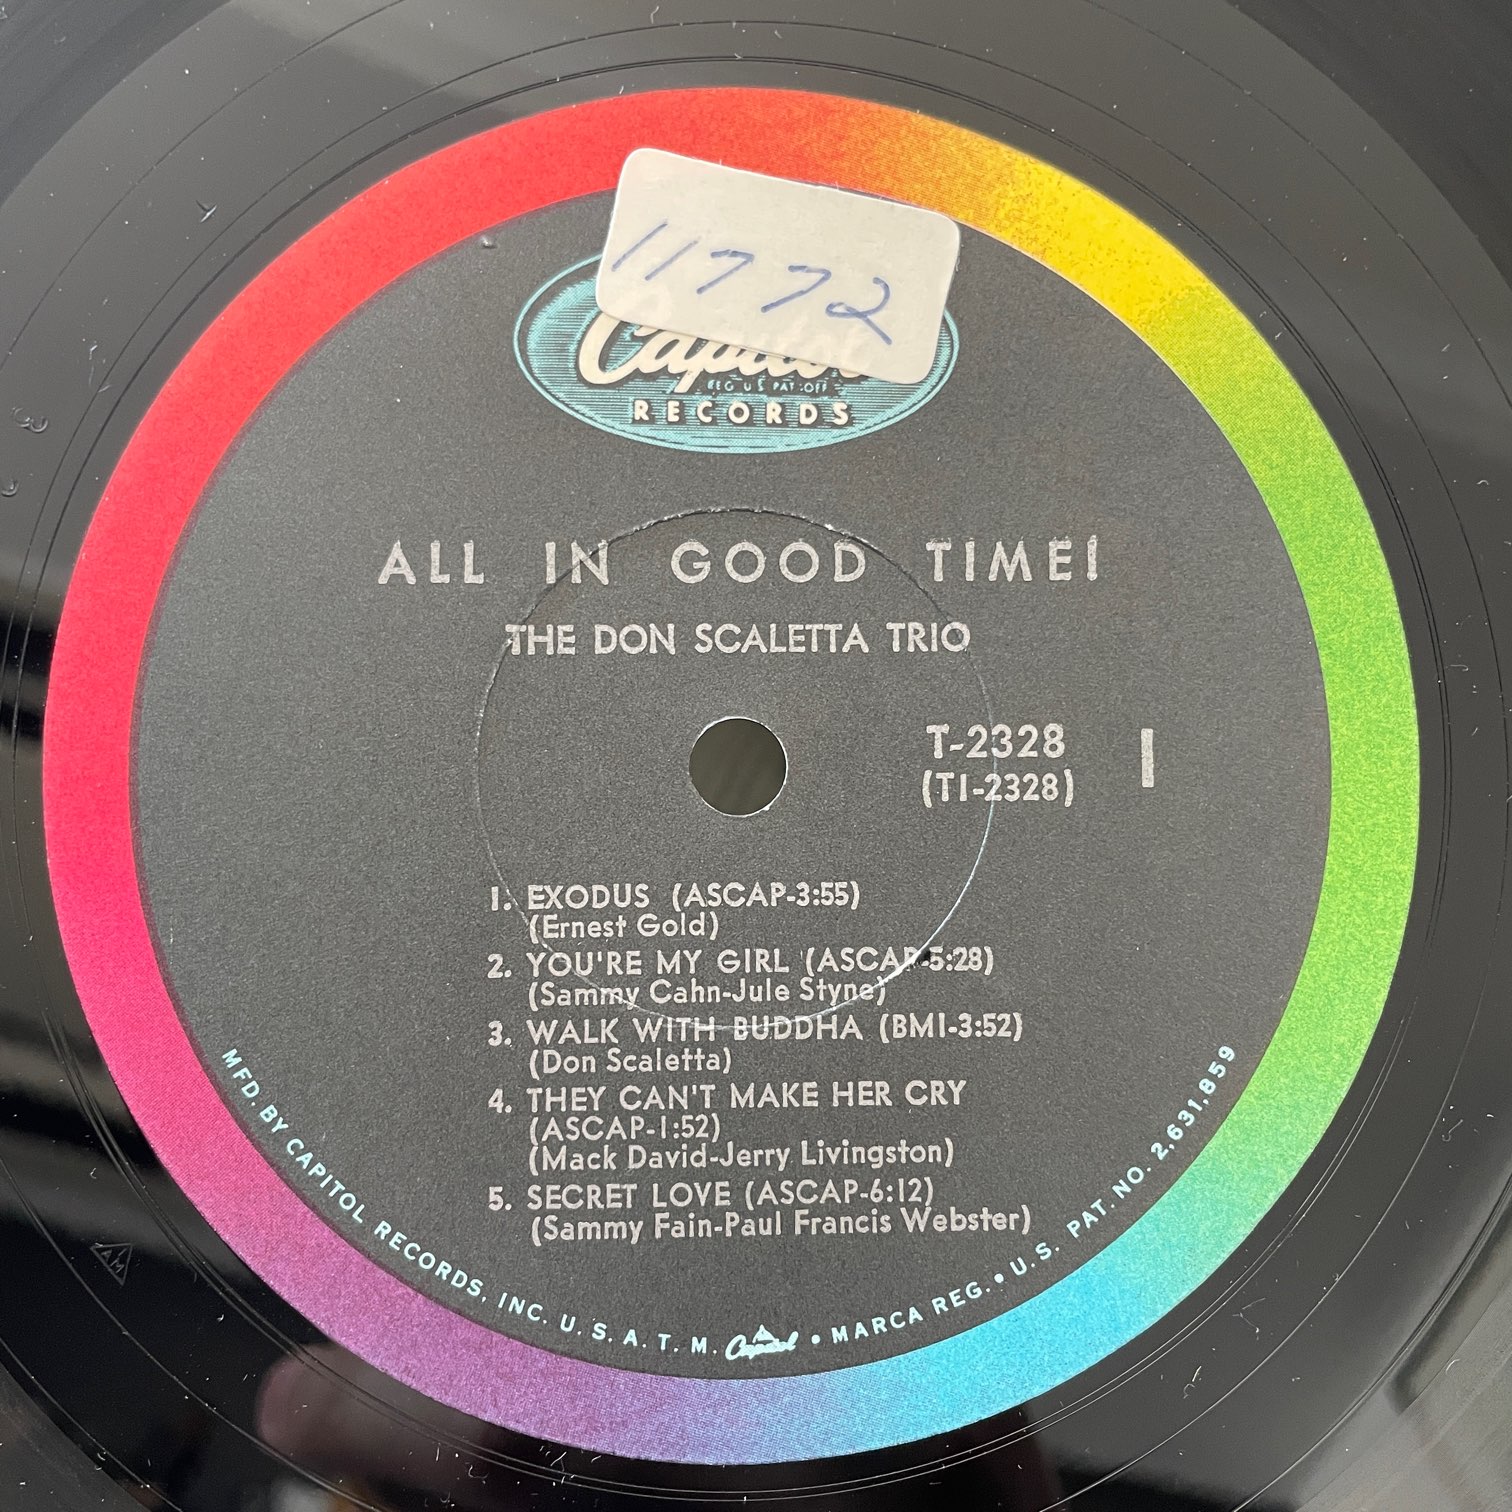 11772
Capitol
REG US PAT OFF
RECORDS
ALL IN GOOD TIME!
THE DON SCALETTA TRIO
T-2328
(T1-2328)
1
1. EXODUS (ASCAP-3:55)
(Ernest Gold)
2. YOU'RE MY GIRL (ASCAP-5:28)
(Sammy Cahn-Jule Styne)
3. WALK WITH BUDDHA (BMI-3:52)
(Don Scaletta)
4. THEY CAN'T MAKE HER CRY
(ASCAP-1:52)
(Mack David-Jerry Livingston)
5. SECRET LOVE (ASCAP-6:12)
(Sammy Fain-Paul Francis Webster)
MFD. BY CAPITOL RECORDS, INC. U.S.A. T.M. Capitol • MARCA REG. • U.S. PAT. NO. 2,631,859
AM